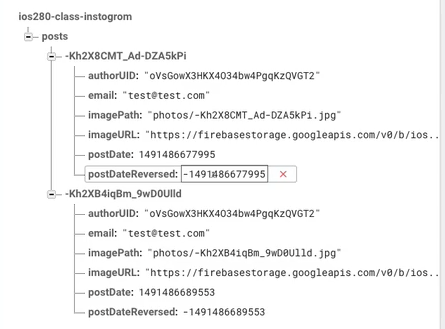 ios280-class-instogrom
posts
-Kh2X8CMT_Ad-DZA5kPi
authorUID: "oVsGowX3HKX4O34bw4PgqKzQVGT2"
email: "test@test.com"
imagePath: "photos/-Kh2X8CMT_Ad-DZA5kPi.jpg"
imageURL: "https://firebasestorage.googleapis.com/v0/b/ios..
postDate: 1491486677995
postDateReversed: -1491486677995
-Kh2XB4iqBm_9wD0Ulld
authorUID: "oVsGowX3HKX4O34bw4PgqKzQVGT2"
email: "test@test.com"
imagePath: "photos/-Kh2XB4iqBm_9wD0Ulld.jpg"
imageURL: "https://firebasestorage.googleapis.com/v0/b/ios..
postDate: 1491486689553
postDateReversed: -1491486689553